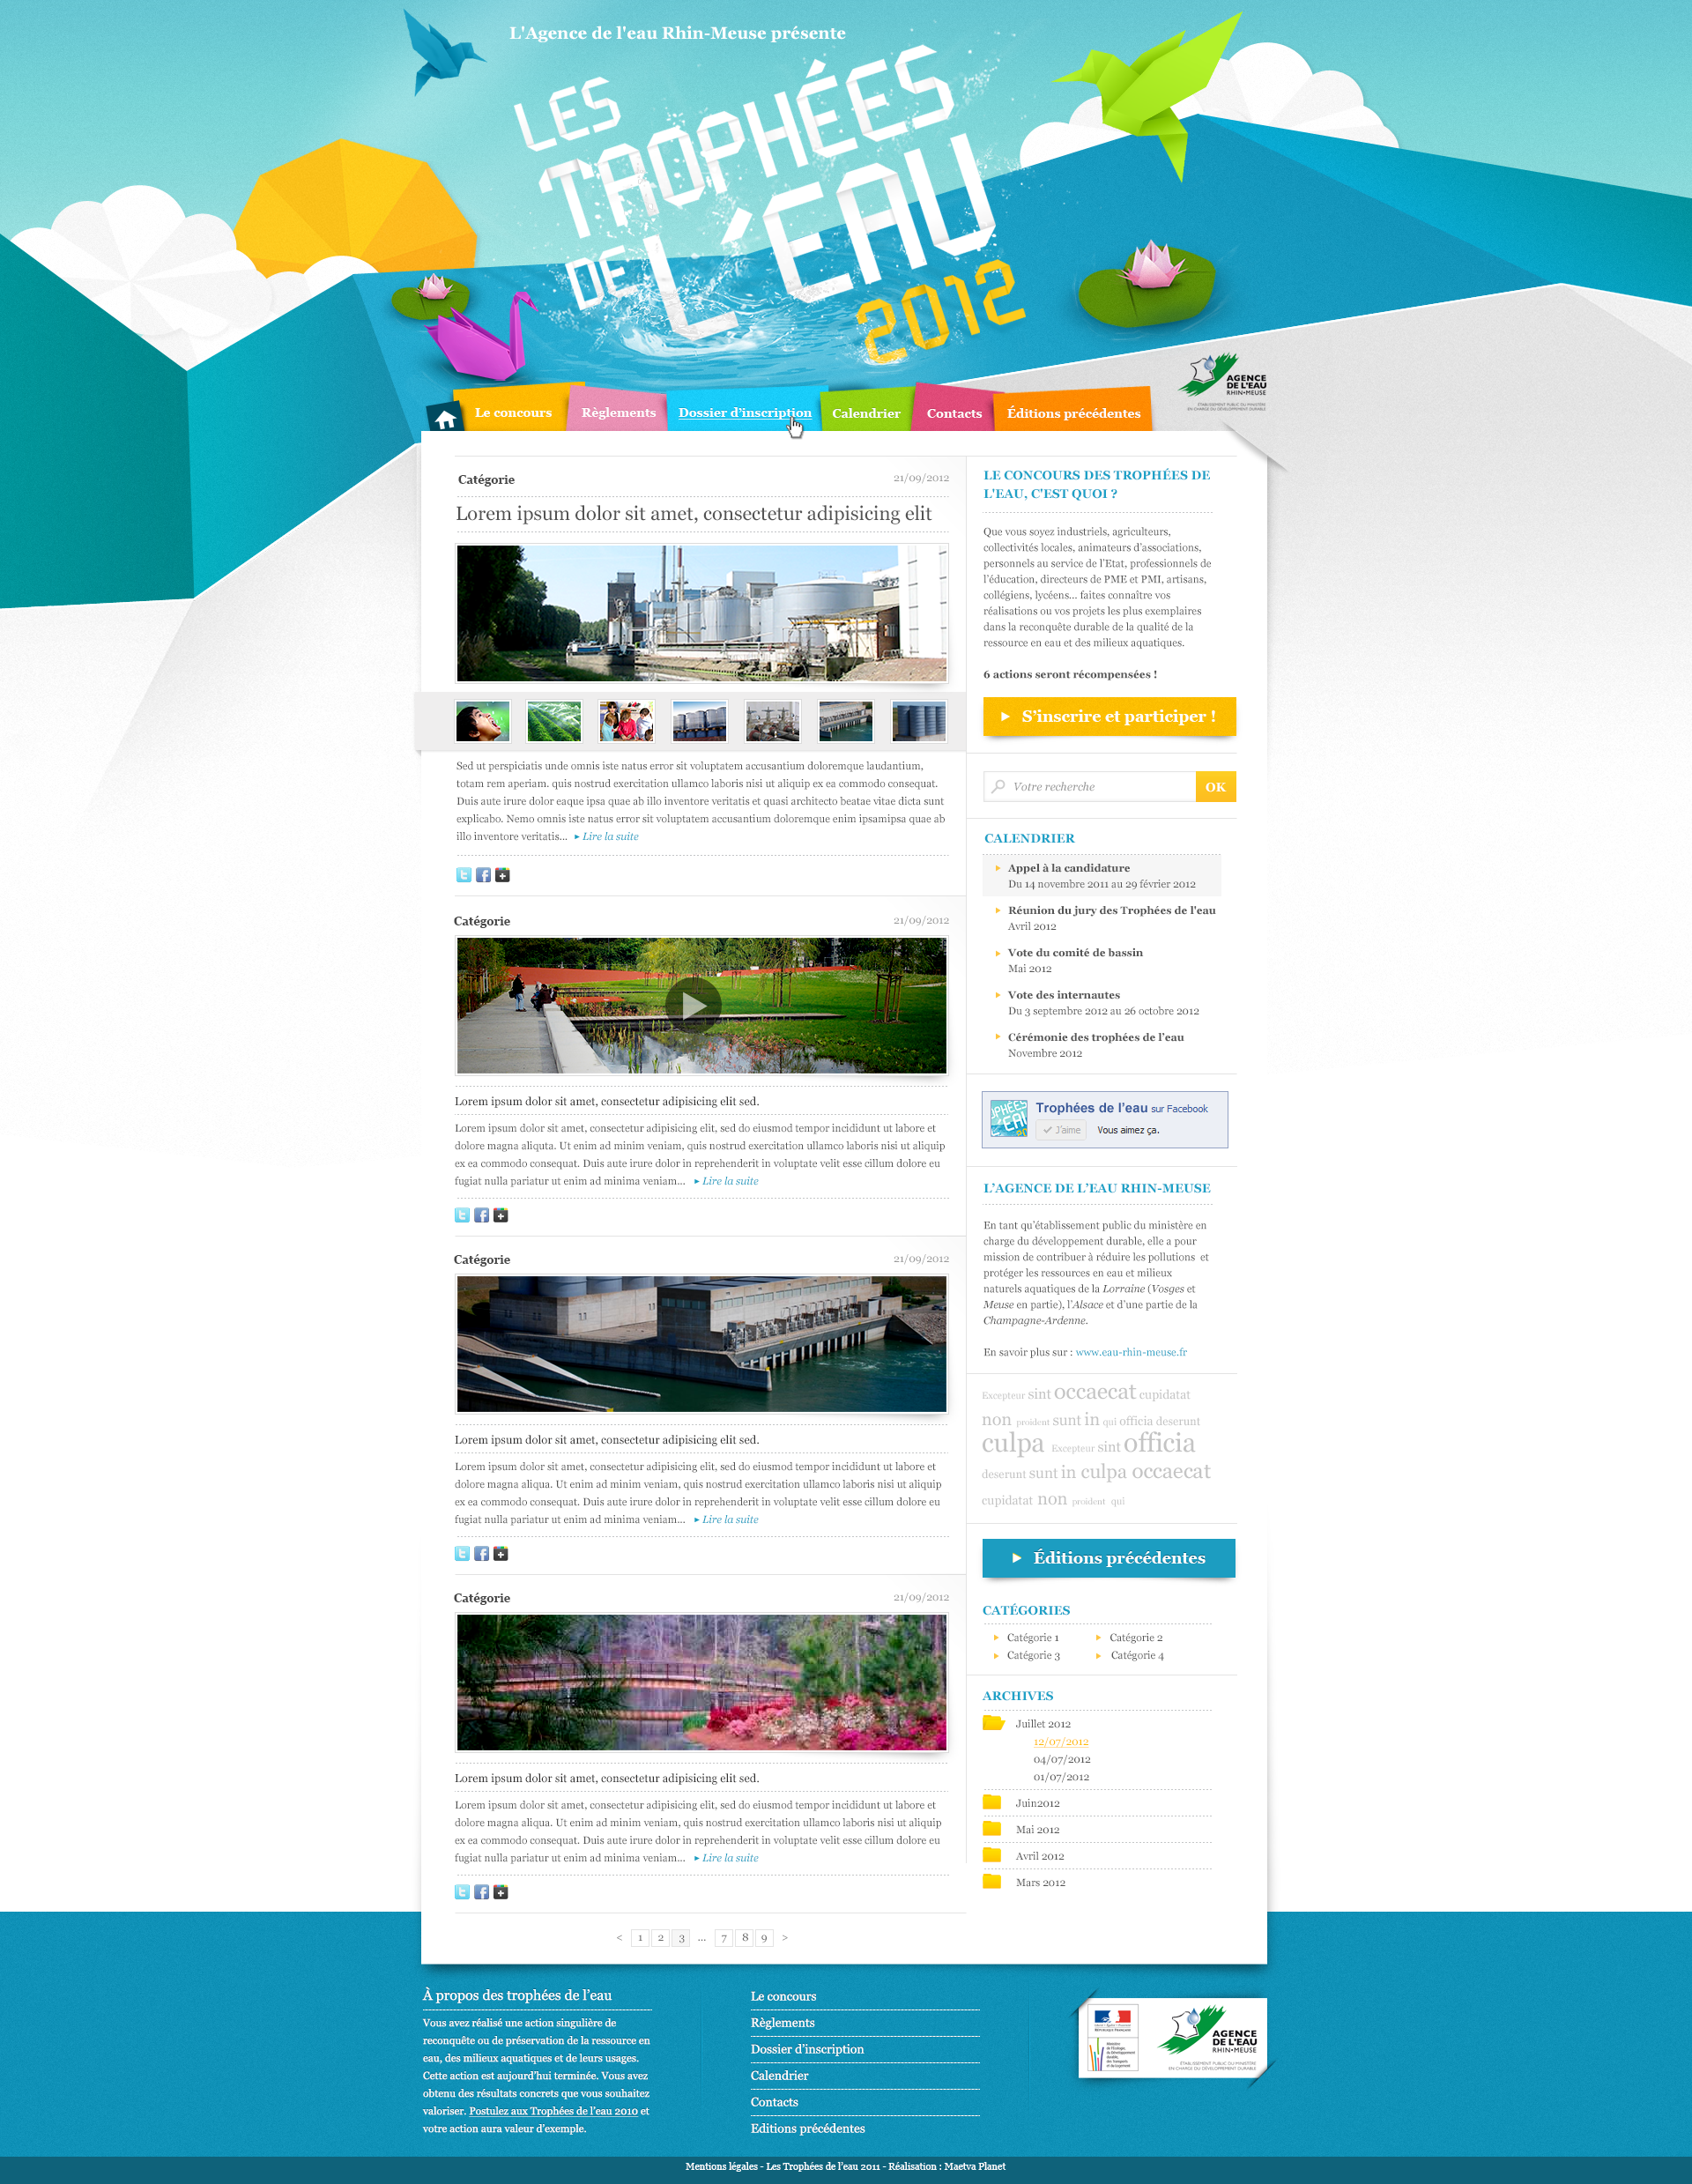 L'Agence de l'eau Rhin-Meuse présente
LES
TROPHÉES
DE L'EAU
2012
AGENCE
DE L'EAU
RHIN•MEUSE
ÉTABLISSEMENT PUBLIC DU MINISTÈRE
EN CHARGE DU DÉVELOPPEMENT DURABLE
Le concours
Règlements
Dossier d'inscription
Calendrier
Contacts
Éditions précédentes
Catégorie
21/09/2012
Lorem ipsum dolor sit amet, consectetur adipisicing elit
Sed ut perspiciatis unde omnis iste natus error sit voluptatem accusantium doloremque laudantium,
totam rem aperiam. quis nostrud exercitation ullamco laboris nisi ut aliquip ex ea commodo consequat.
Duis aute irure dolor eaque ipsa quae ab illo inventore veritatis et quasi architecto beatae vitae dicta sunt
explicabo. Nemo omnis iste natus error sit voluptatem accusantium doloremque enim ipsamipsa quae ab
illo inventore veritatis... Lire la suite
Catégorie
21/09/2012
Lorem ipsum dolor sit amet, consectetur adipisicing elit sed.
Lorem ipsum dolor sit amet, consectetur adipisicing elit, sed do eiusmod tempor incididunt ut labore et
dolore magna aliquta. Ut enim ad minim veniam, quis nostrud exercitation ullamco laboris nisi ut aliquip
ex ea commodo consequat. Duis aute irure dolor in reprehenderit in voluptate velit esse cillum dolore eu
fugiat nulla pariatur ut enim ad minima veniam... Lire la suite
Catégorie
21/09/2012
Lorem ipsum dolor sit amet, consectetur adipisicing elit sed.
Lorem ipsum dolor sit amet, consectetur adipisicing elit, sed do eiusmod tempor incididunt ut labore et
dolore magna aliqua. Ut enim ad minim veniam, quis nostrud exercitation ullamco laboris nisi ut aliquip
ex ea commodo consequat. Duis aute irure dolor in reprehenderit in voluptate velit esse cillum dolore eu
fugiat nulla pariatur ut enim ad minima veniam... Lire la suite
Catégorie
21/09/2012
Lorem ipsum dolor sit amet, consectetur adipisicing elit sed.
Lorem ipsum dolor sit amet, consectetur adipisicing elit, sed do eiusmod tempor incididunt ut labore et
dolore magna aliqua. Ut enim ad minim veniam, quis nostrud exercitation ullamco laboris nisi ut aliquip
ex ea commodo consequat. Duis aute irure dolor in reprehenderit in voluptate velit esse cillum dolore eu
fugiat nulla pariatur ut enim ad minima veniam... Lire la suite
< 1 2 3 ... 7 8 9 >
LE CONCOURS DES TROPHÉES DE
L'EAU, C'EST QUOI ?
Que vous soyez industriels, agriculteurs,
collectivités locales, animateurs d'associations,
personnels au service de l'Etat, professionnels de
l'éducation, directeurs de PME et PMI, artisans,
collégiens, lycéens... faites connaître vos
réalisations ou vos projets les plus exemplaires
dans la reconquête durable de la qualité de la
ressource en eau et des milieux aquatiques.
6 actions seront récompensées !
S'inscrire et participer !
Votre recherche
OK
CALENDRIER
Appel à la candidature
Du 14 novembre 2011 au 29 février 2012
Réunion du jury des Trophées de l'eau
Avril 2012
Vote du comité de bassin
Mai 2012
Vote des internautes
Du 3 septembre 2012 au 26 octobre 2012
Cérémonie des trophées de l'eau
Novembre 2012
Trophées de l'eau sur Facebook
J'aime
Vous aimez ça.
L'AGENCE DE L'EAU RHIN-MEUSE
En tant qu'établissement public du ministère en
charge du développement durable, elle a pour
mission de contribuer à réduire les pollutions et
protéger les ressources en eau et milieux
naturels aquatiques de la Lorraine (Vosges et
Meuse en partie), l'Alsace et d'une partie de la
Champagne-Ardenne.
En savoir plus sur : www.eau-rhin-meuse.fr
Excepteur sint occaecat cupidatat
non proident sunt in qui officia deserunt
culpa Excepteur sint officia
deserunt sunt in culpa occaecat
cupidatat non proident qui
Éditions précédentes
CATÉGORIES
Catégorie 1
Catégorie 2
Catégorie 3
Catégorie 4
ARCHIVES
Juillet 2012
12/07/2012
04/07/2012
01/07/2012
Juin2012
Mai 2012
Avril 2012
Mars 2012
À propos des trophées de l'eau
Vous avez réalisé une action singulière de
reconquête ou de préservation de la ressource en
eau, des milieux aquatiques et de leurs usages.
Cette action est aujourd'hui terminée. Vous avez
obtenu des résultats concrets que vous souhaitez
valoriser. Postulez aux Trophées de l'eau 2010 et
votre action aura valeur d'exemple.
Le concours
Règlements
Dossier d'inscription
Calendrier
Contacts
Editions précédentes
AGENCE
DE L'EAU
RHIN•MEUSE
ÉTABLISSEMENT PUBLIC DU MINISTÈRE
EN CHARGE DU DÉVELOPPEMENT DURABLE
Mentions légales - Les Trophées de l'eau 2011 - Réalisation : Maetva Planet